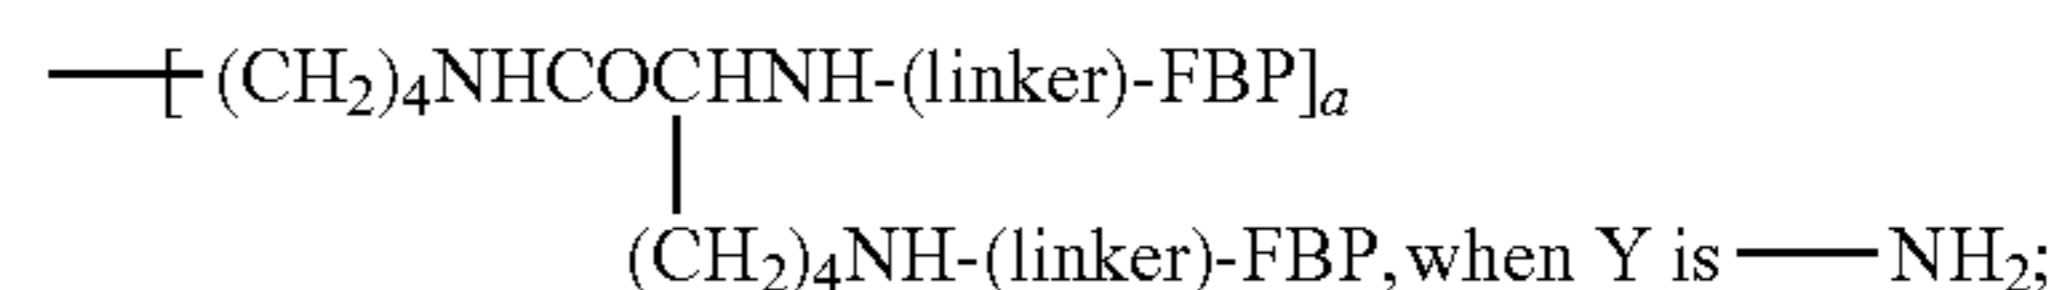 —[(CH₂)₄NHCOCHNH-(linker)-FBP]ₐ
(CH₂)₄NH-(linker)-FBP, when Y is —NH₂;